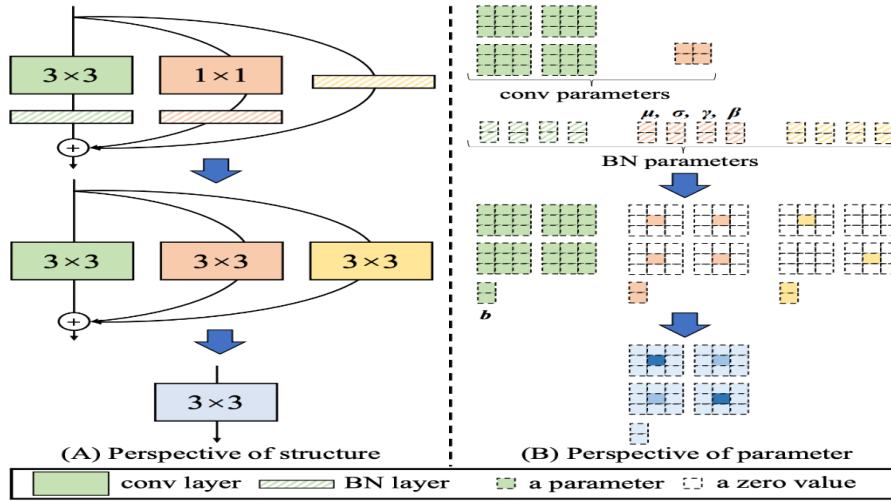 3×3
1×1
conv parameters
μ, σ, γ, β
BN parameters
3×3
3×3
3×3
b
3×3
(A) Perspective of structure
(B) Perspective of parameter
conv layer
BN layer
a parameter
a zero value